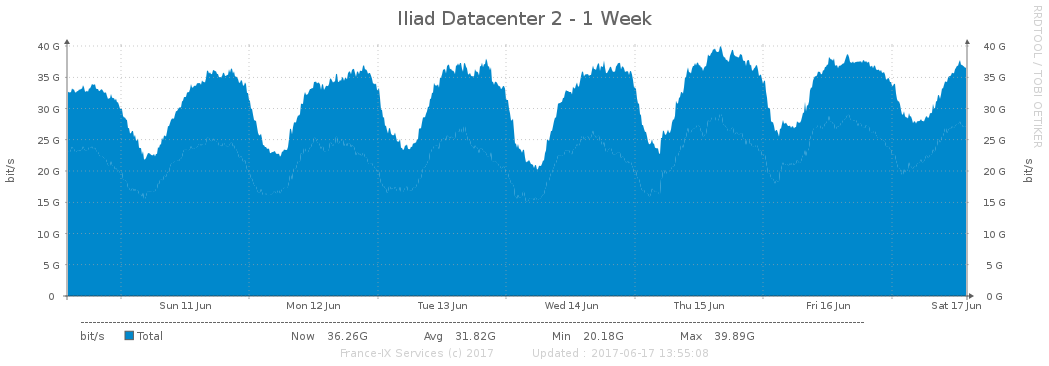 Iliad Datacenter 2 - 1 Week
RRDTOOL / TOBI OETIKER
40 G 40 G
35 G 35 G
30 G 30 G
25 G 25 G
20 G 20 G
15 G 15 G
10 G 10 G
5 G 5 G
0 0 G
bit/s bit/s
Sun 11 Jun Mon 12 Jun Tue 13 Jun Wed 14 Jun Thu 15 Jun Fri 16 Jun Sat 17 Jun
bit/s Total Now 36.26G Avg 31.82G Min 20.18G Max 39.89G
France-IX Services (c) 2017 Updated : 2017-06-17 13:55:08